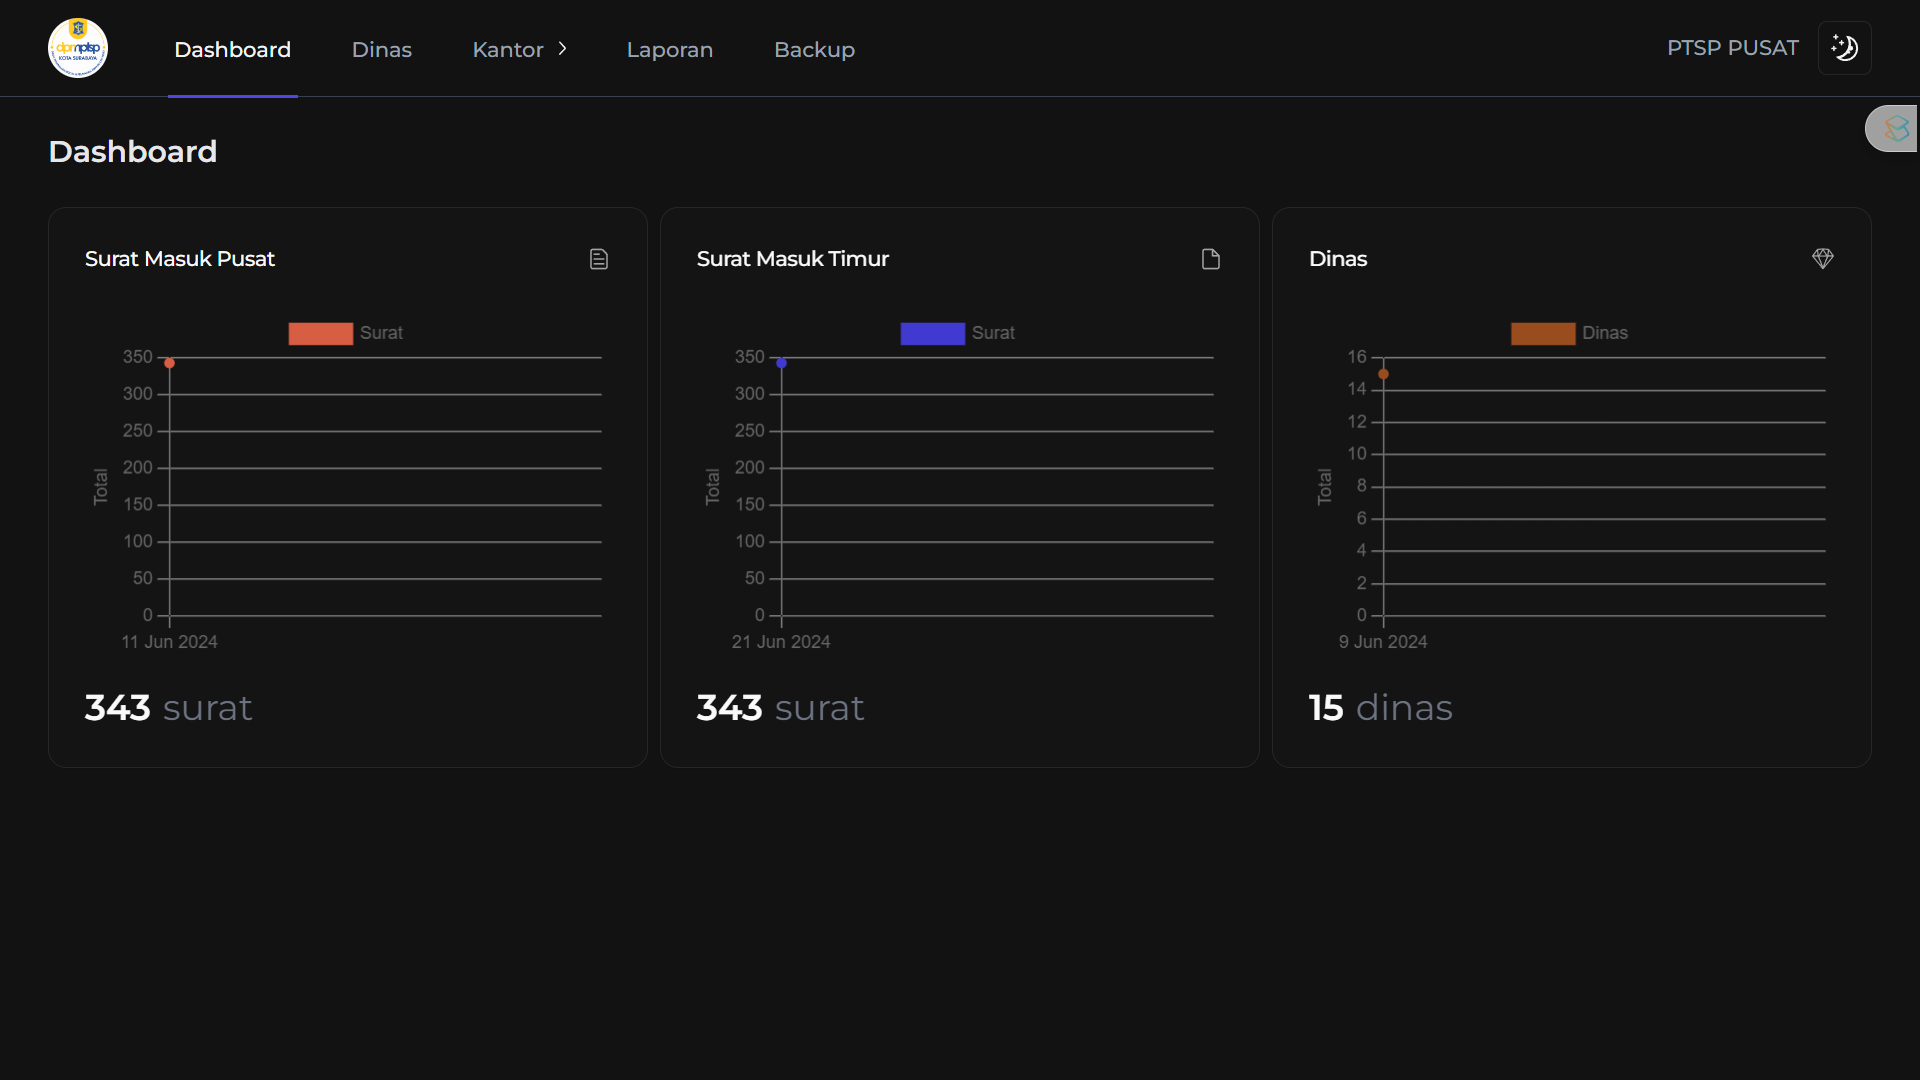 dpmptsp
KOTA SURABAYA
Dashboard
Dinas
Kantor
Laporan
Backup
PTSP PUSAT
Dashboard
Surat Masuk Pusat
Surat
350
300
250
200
150
100
50
0
Total
11 Jun 2024
343 surat
Surat Masuk Timur
Surat
350
300
250
200
150
100
50
0
Total
21 Jun 2024
343 surat
Dinas
Dinas
16
14
12
10
8
6
4
2
0
Total
9 Jun 2024
15 dinas